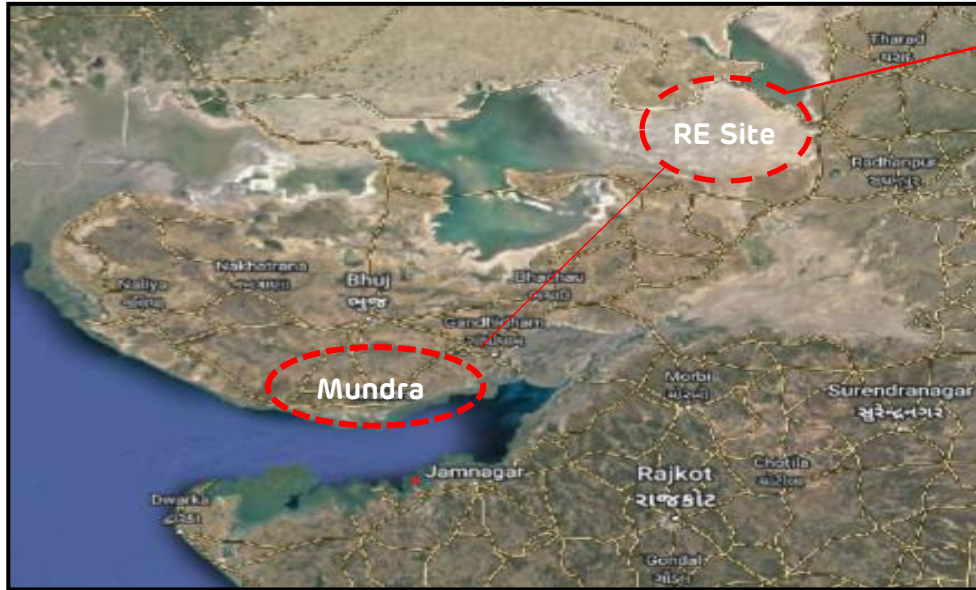 Tharad
RE Site
Radhanpur
Nakhatrana
Naliya
Bhuj
ભુજ
Bhachau
Gandhidham
Mundra
Morbi
મોરબી
Surendranagar
સુરેન્દ્રનગર
Jamnagar
Rajkot
રાજકોટ
Chotila
Dwarka
Gondal